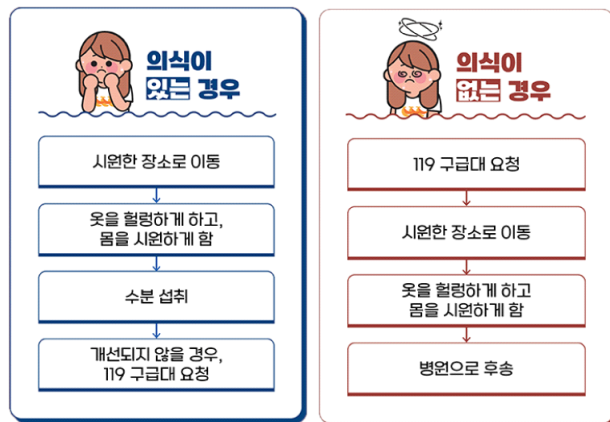 의식이
있는 경우
시원한 장소로 이동
옷을 헐렁하게 하고,
몸을 시원하게 함
수분 섭취
개선되지 않을 경우,
119 구급대 요청
의식이
없는 경우
119 구급대 요청
시원한 장소로 이동
옷을 헐렁하게 하고
몸을 시원하게 함
병원으로 후송